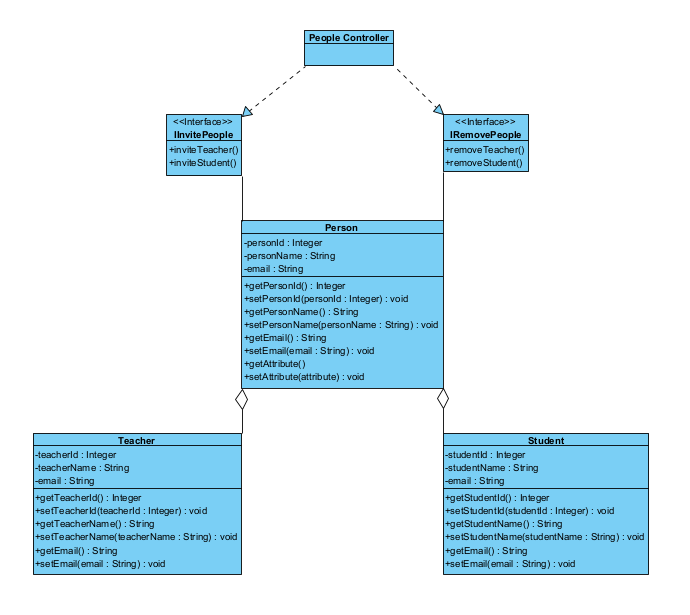 People Controller
<<Interface>>
IInvitePeople
+inviteTeacher()
+inviteStudent()
<<Interface>>
IRemovePeople
+removeTeacher()
+removeStudent()
Person
-personId : Integer
-personName : String
-email : String
+getPersonId() : Integer
+setPersonId(personId : Integer) : void
+getPersonName() : String
+setPersonName(personName : String) : void
+getEmail() : String
+setEmail(email : String) : void
+getAttribute()
+setAttribute(attribute) : void
Teacher
-teacherId : Integer
-teacherName : String
-email : String
+getTeacherId() : Integer
+setTeacherId(teacherId : Integer) : void
+getTeacherName() : String
+setTeacherName(teacherName : String) : void
+getEmail() : String
+setEmail(email : String) : void
Student
-studentId : Integer
-studentName : String
-email : String
+getStudentId() : Integer
+setStudentId(studentId : Integer) : void
+getStudentName() : String
+setStudentName(studentName : String) : void
+getEmail() : String
+setEmail(email : String) : void